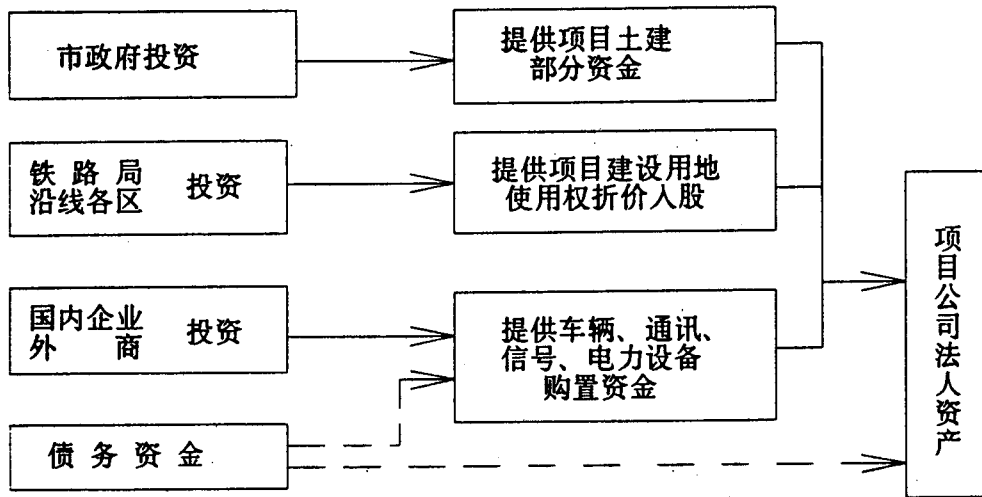 市政府投资
提供项目土建
部分资金
铁路局
沿线各区
投资
提供项目建设用地
使用权折价入股
国内企业
外商
投资
提供车辆、通讯、
信号、电力设备
购置资金
债务资金
项目公司法人资产